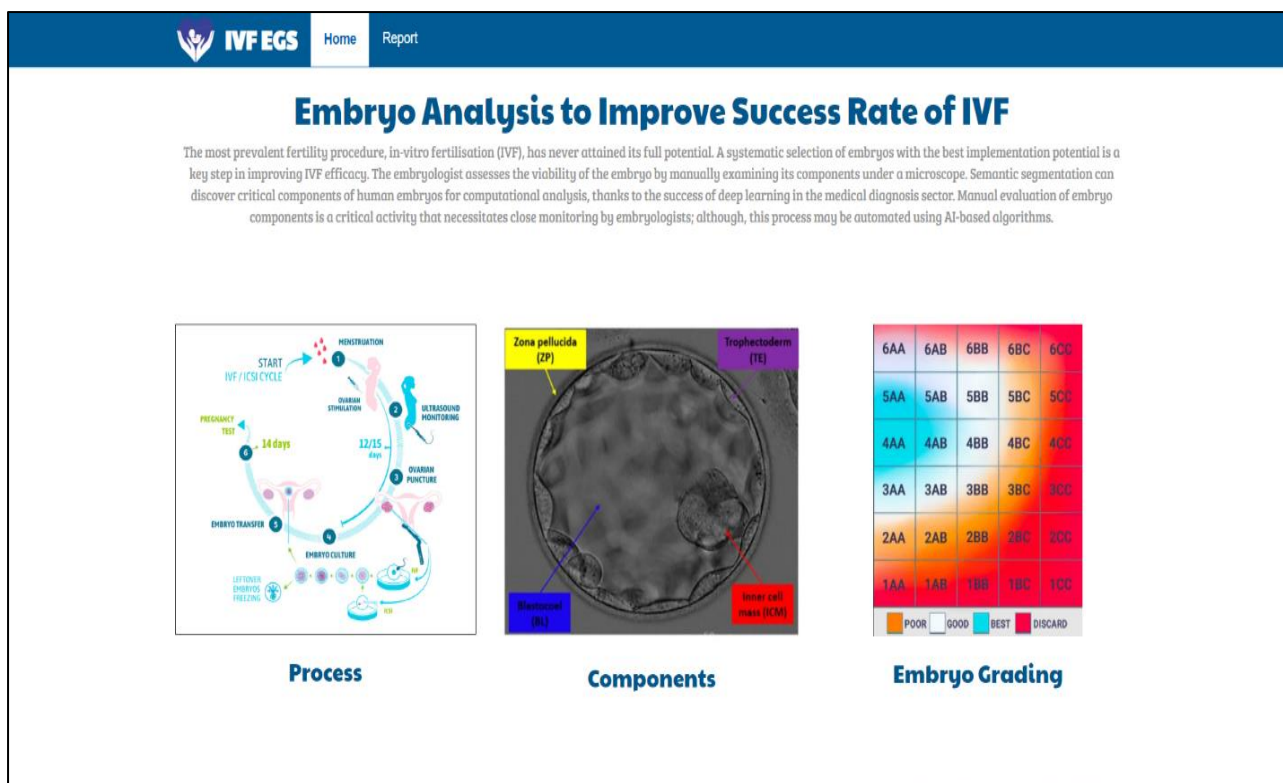 IVF EGS Home Report
Embryo Analysis to Improve Success Rate of IVF
The most prevalent fertility procedure, in-vitro fertilisation (IVF), has never attained its full potential. A systematic selection of embryos with the best implementation potential is a
key step in improving IVF efficacy. The embryologist assesses the viability of the embryo by manually examining its components under a microscope. Semantic segmentation can
discover critical components of human embryos for computational analysis, thanks to the success of deep learning in the medical diagnosis sector. Manual evaluation of embryo
components is a critical activity that necessitates close monitoring by embryologists; although, this process may be automated using AI-based algorithms.
MENSTRUATION
1
START
IVF / ICSI CYCLE
OVARIAN
STIMULATION
2
ULTRASOUND
MONITORING
PREGNANCY
TEST
6
14 days
12/15
days
3
OVARIAN
PUNCTURE
EMBRYO TRANSFER 5
4
EMBRYO CULTURE
LEFTOVER
EMBRYOS
FREEZING
Process
Zona pellucida
(ZP)
Trophectoderm
(TE)
Blastocoel
(BL)
Inner cell
mass (ICM)
Components
6AA 6AB 6BB 6BC 6CC
5AA 5AB 5BB 5BC 5CC
4AA 4AB 4BB 4BC 4CC
3AA 3AB 3BB 3BC 3CC
2AA 2AB 2BB 2BC 2CC
1AA 1AB 1BB 1BC 1CC
POOR GOOD BEST DISCARD
Embryo Grading